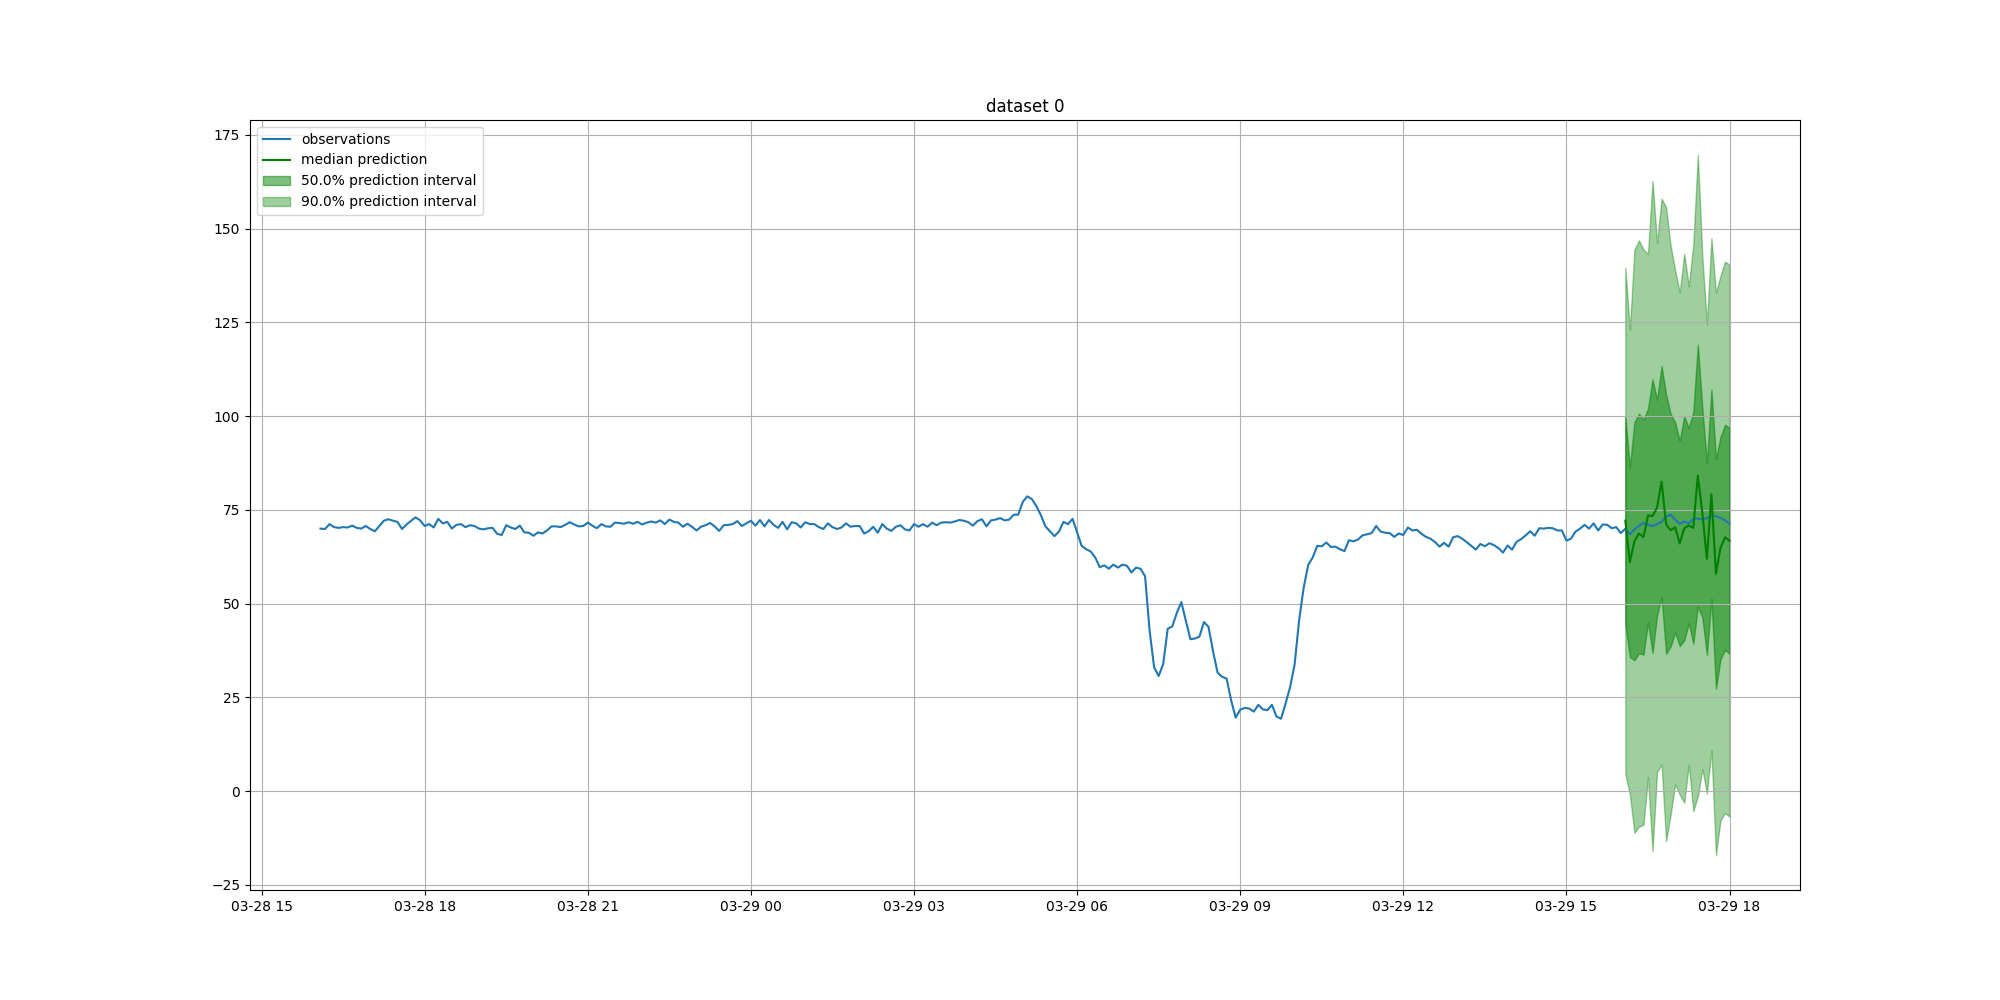 dataset 0
175
150
125
100
75
50
25
0
−25
observations
median prediction
50.0% prediction interval
90.0% prediction interval
03-28 15 03-28 18 03-28 21 03-29 00 03-29 03 03-29 06 03-29 09 03-29 12 03-29 15 03-29 18